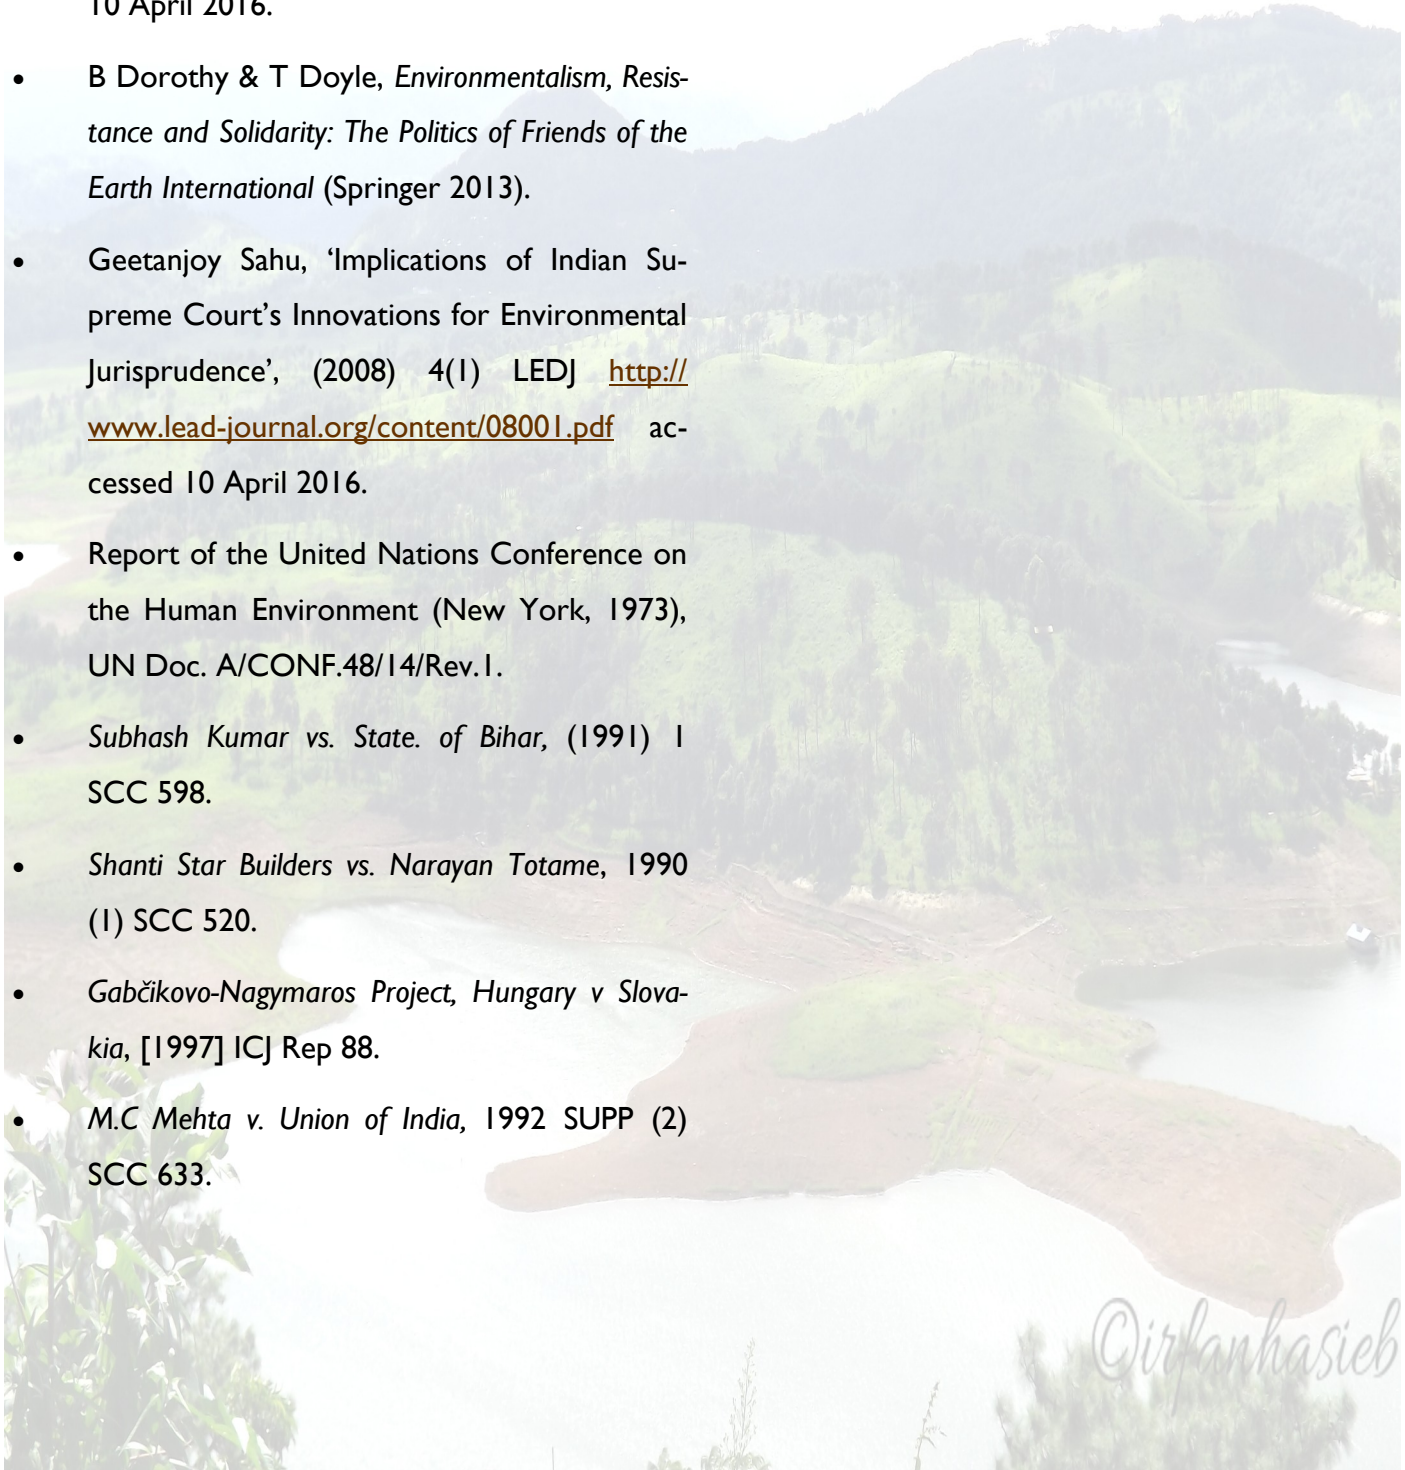 10 April 2016.
• B Dorothy & T Doyle, Environmentalism, Resis-
tance and Solidarity: The Politics of Friends of the
Earth International (Springer 2013).
• Geetanjoy Sahu, ‘Implications of Indian Su-
preme Court’s Innovations for Environmental
Jurisprudence’, (2008) 4(1) LEDJ http://
www.lead-journal.org/content/08001.pdf ac-
cessed 10 April 2016.
• Report of the United Nations Conference on
the Human Environment (New York, 1973),
UN Doc. A/CONF.48/14/Rev.1.
• Subhash Kumar vs. State. of Bihar, (1991) 1
SCC 598.
• Shanti Star Builders vs. Narayan Totame, 1990
(1) SCC 520.
• Gabčikovo-Nagymaros Project, Hungary v Slova-
kia, [1997] ICJ Rep 88.
• M.C Mehta v. Union of India, 1992 SUPP (2)
SCC 633.
©irfanhasieb